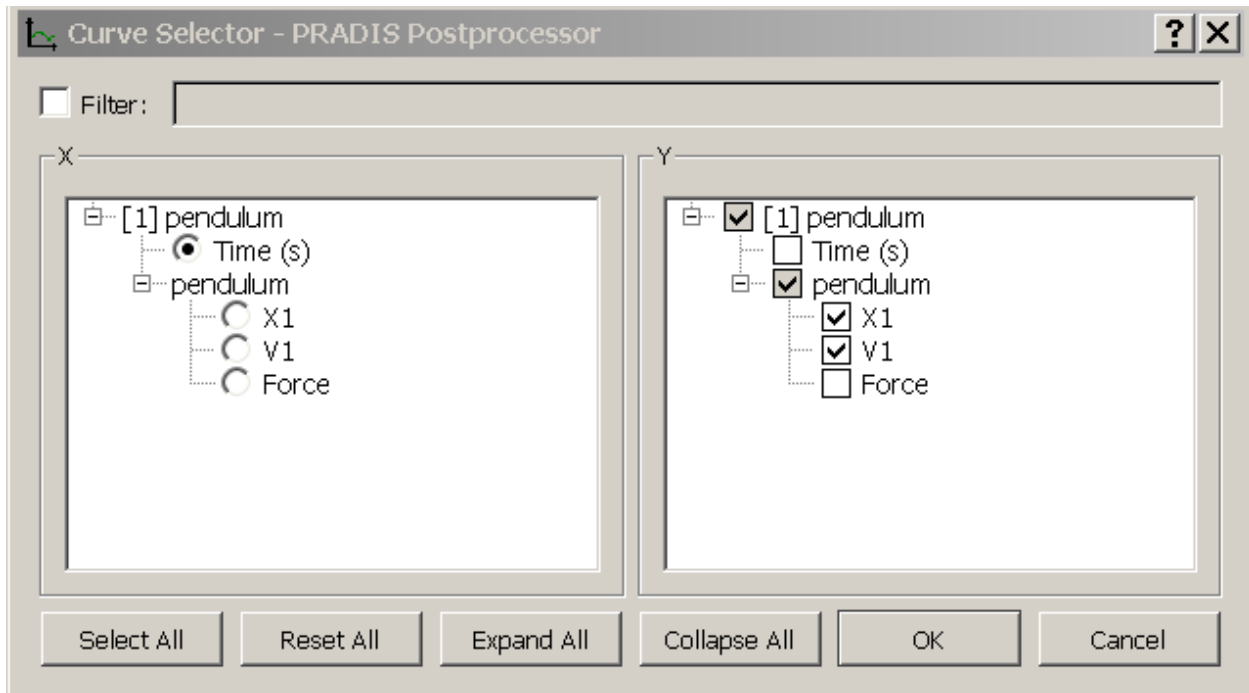 Curve Selector - PRADIS Postprocessor
?
Filter:
X
[1] pendulum
Time (s)
pendulum
X1
V1
Force
Y
[1] pendulum
Time (s)
pendulum
X1
V1
Force
Select All Reset All Expand All Collapse All OK Cancel